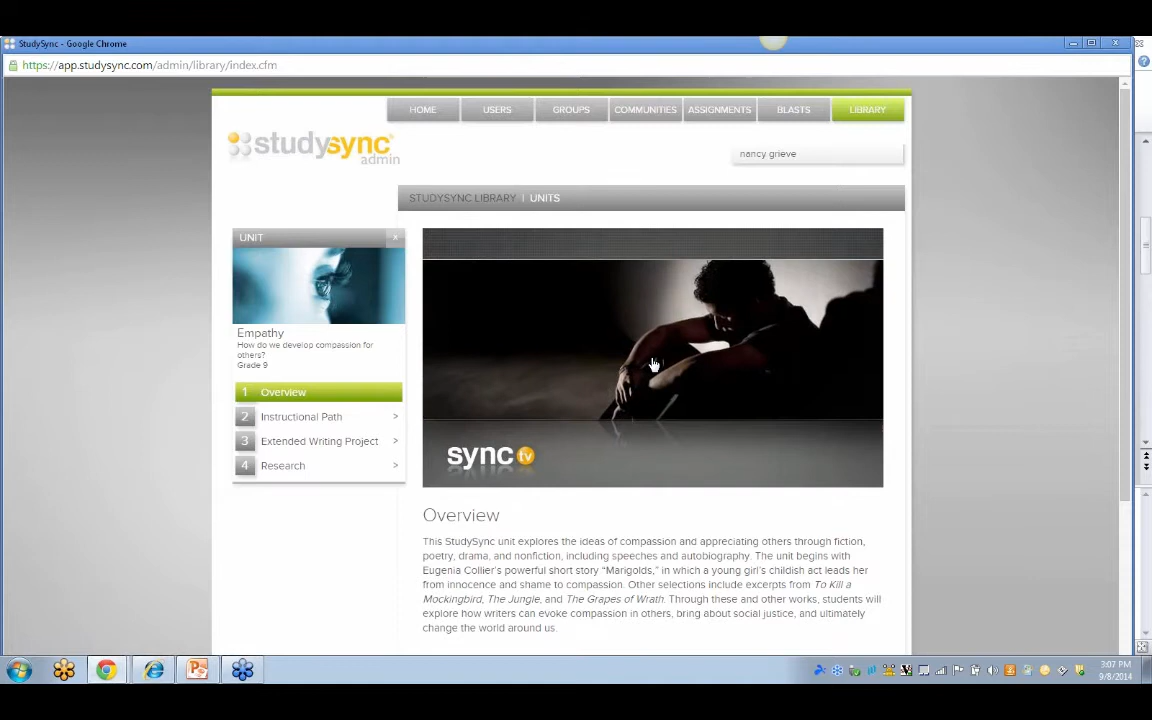 StudySync - Google Chrome
https://app.studysync.com/admin/library/index.cfm
HOME USERS GROUPS COMMUNITIES ASSIGNMENTS BLASTS LIBRARY
studysync
admin
nancy grieve
STUDYSYNC LIBRARY | UNITS
UNIT x
Empathy
How do we develop compassion for
others?
Grade 9
1 Overview
2 Instructional Path >
3 Extended Writing Project >
4 Research >
sync tv
Overview
This StudySync unit explores the ideas of compassion and appreciating others through fiction,
poetry, drama, and nonfiction, including speeches and autobiography. The unit begins with
Eugenia Collier's powerful short story “Marigolds,” in which a young girl's childish act leads her
from innocence and shame to compassion. Other selections include excerpts from To Kill a
Mockingbird, The Jungle, and The Grapes of Wrath. Through these and other works, students will
explore how writers can evoke compassion in others, bring about social justice, and ultimately
change the world around us.
3:07 PM
9/8/2014